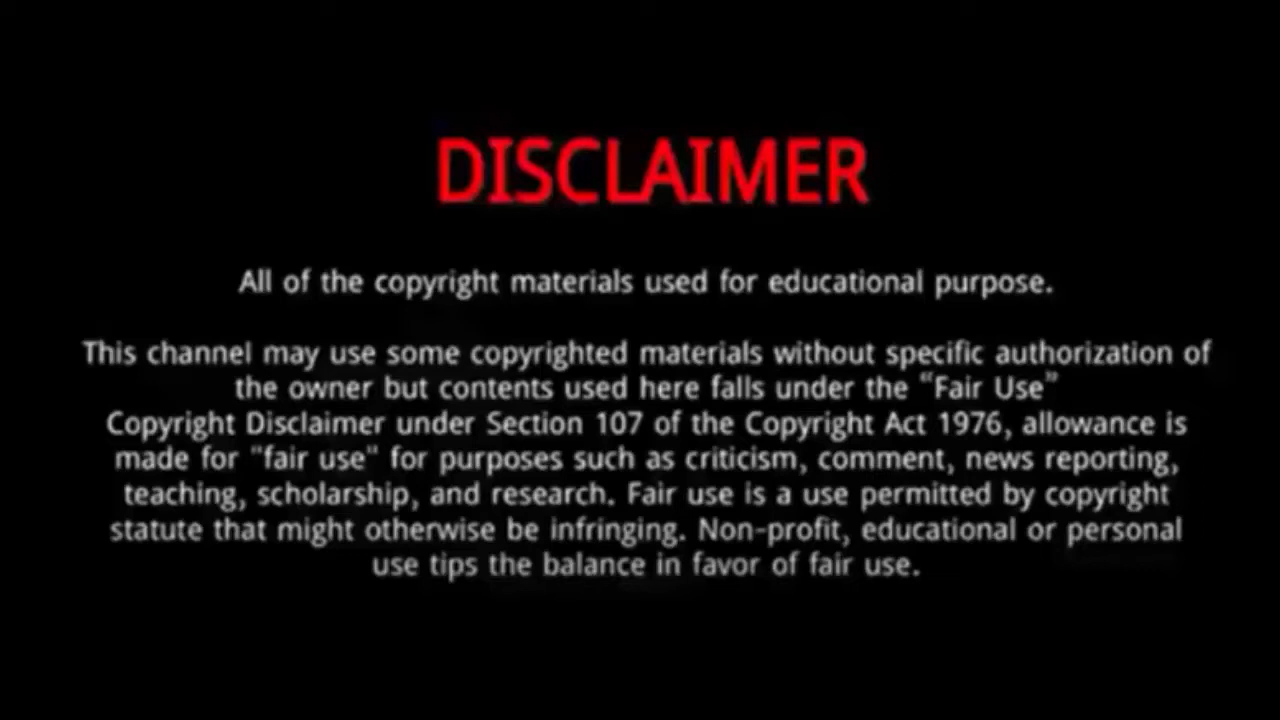 DISCLAIMER
All of the copyright materials used for educational purpose.
This channel may use some copyrighted materials without specific authorization of
the owner but contents used here falls under the “Fair Use”
Copyright Disclaimer under Section 107 of the Copyright Act 1976, allowance is
made for "fair use" for purposes such as criticism, comment, news reporting,
teaching, scholarship, and research. Fair use is a use permitted by copyright
statute that might otherwise be infringing. Non-profit, educational or personal
use tips the balance in favor of fair use.